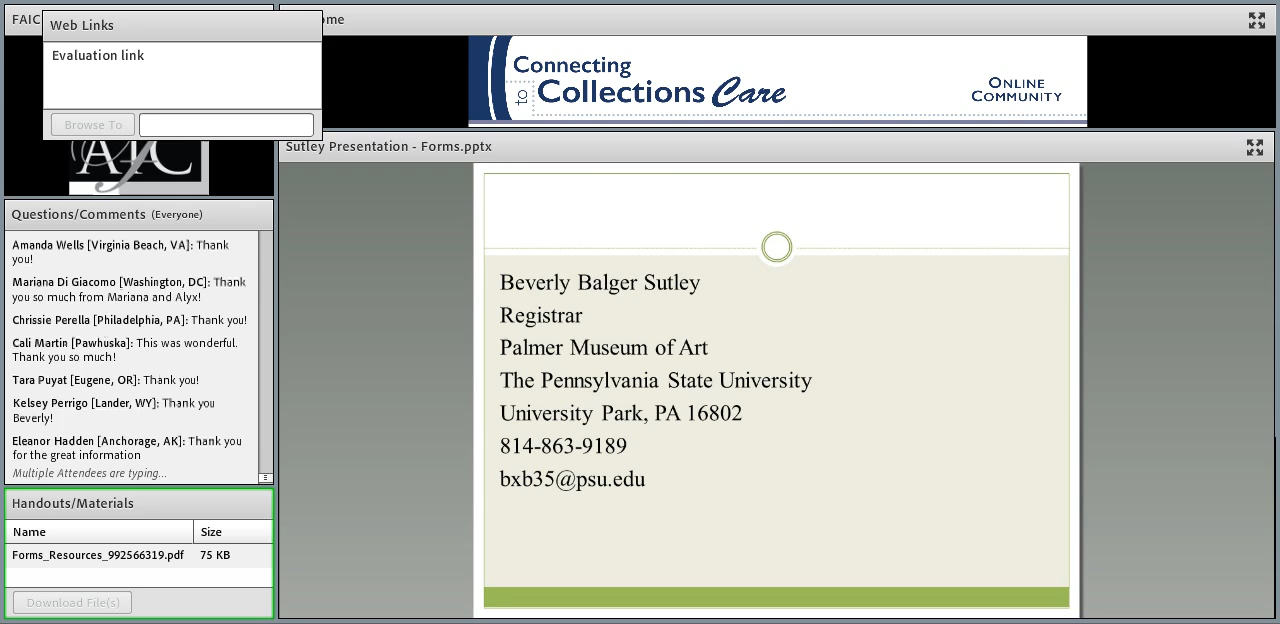 FAIC
Web Links
ome
Evaluation link
Browse To
Connecting
to Collections Care
ONLINE
COMMUNITY
AIC
Sutley Presentation - Forms.pptx
Questions/Comments (Everyone)
Amanda Wells [Virginia Beach, VA]: Thank
you!
Mariana Di Giacomo [Washington, DC]: Thank
you so much from Mariana and Alyx!
Chrissie Perella [Philadelphia, PA]: Thank you!
Cali Martin [Pawhuska]: This was wonderful.
Thank you so much!
Tara Puyat [Eugene, OR]: Thank you!
Kelsey Perrigo [Lander, WY]: Thank you
Beverly!
Eleanor Hadden [Anchorage, AK]: Thank you
for the great information
Multiple Attendees are typing...
Beverly Balger Sutley
Registrar
Palmer Museum of Art
The Pennsylvania State University
University Park, PA 16802
814-863-9189
bxb35@psu.edu
Handouts/Materials
Name Size
Forms_Resources_992566319.pdf 75 KB
Download File(s)